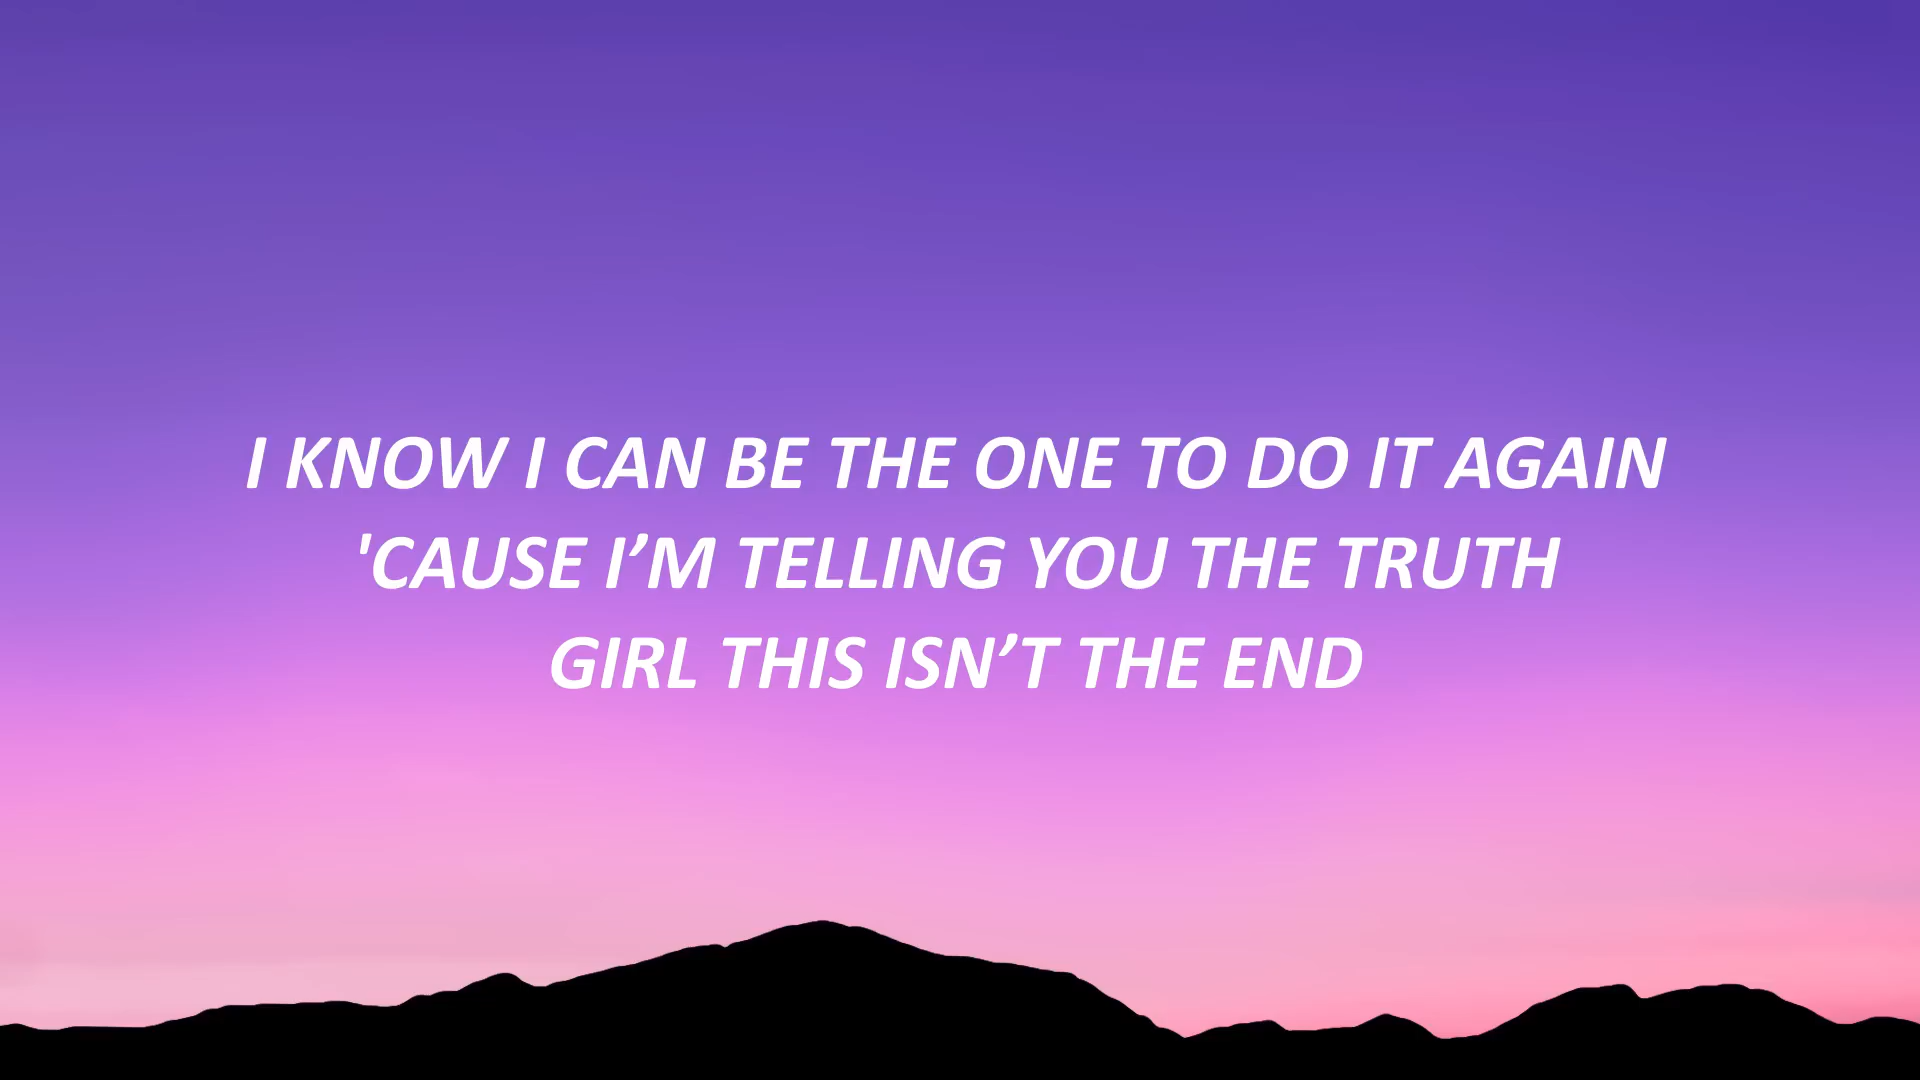 I KNOW I CAN BE THE ONE TO DO IT AGAIN
'CAUSE I’M TELLING YOU THE TRUTH
GIRL THIS ISN’T THE END